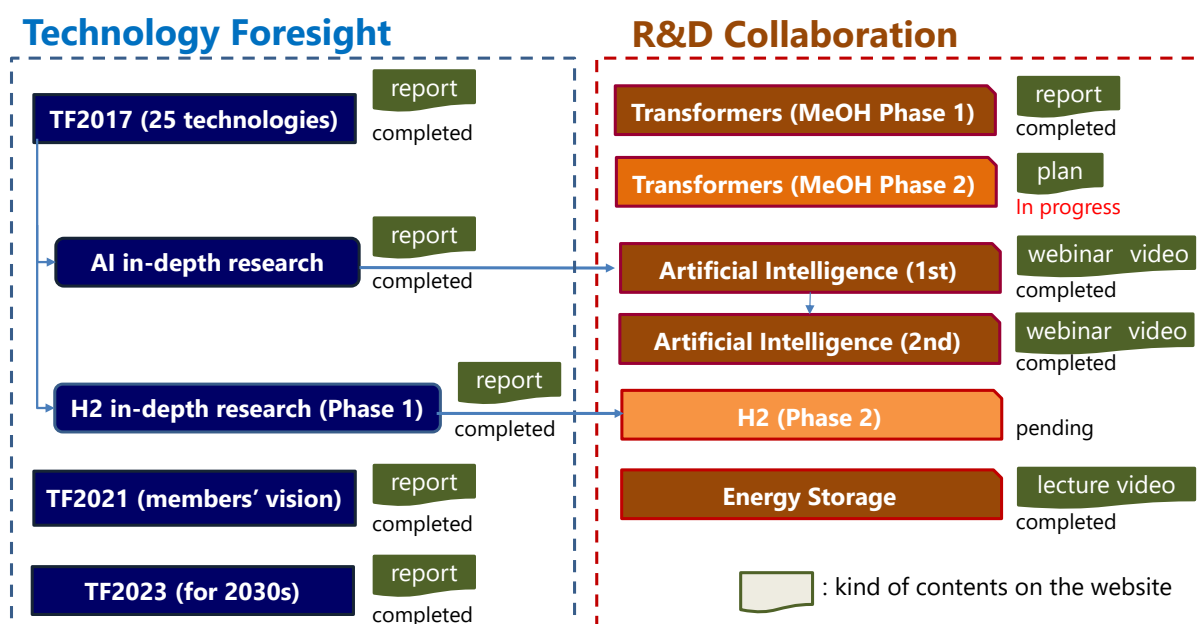 Technology Foresight
TF2017 (25 technologies)
report
completed
AI in-depth research
report
completed
H2 in-depth research (Phase 1)
report
completed
TF2021 (members’ vision)
report
completed
TF2023 (for 2030s)
report
completed
R&D Collaboration
Transformers (MeOH Phase 1)
report
completed
Transformers (MeOH Phase 2)
plan
In progress
Artificial Intelligence (1st)
webinar video
completed
Artificial Intelligence (2nd)
webinar video
completed
H2 (Phase 2)
pending
Energy Storage
lecture video
completed
: kind of contents on the website